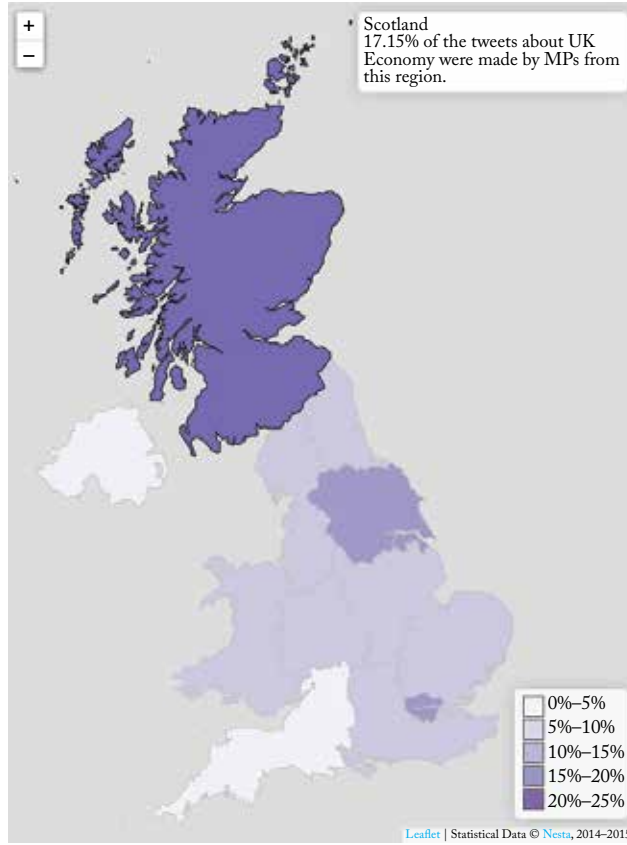 +
−
Scotland
17.15% of the tweets about UK
Economy were made by MPs from
this region.
0%–5%
5%–10%
10%–15%
15%–20%
20%–25%
Leaflet | Statistical Data © Nesta, 2014–2015